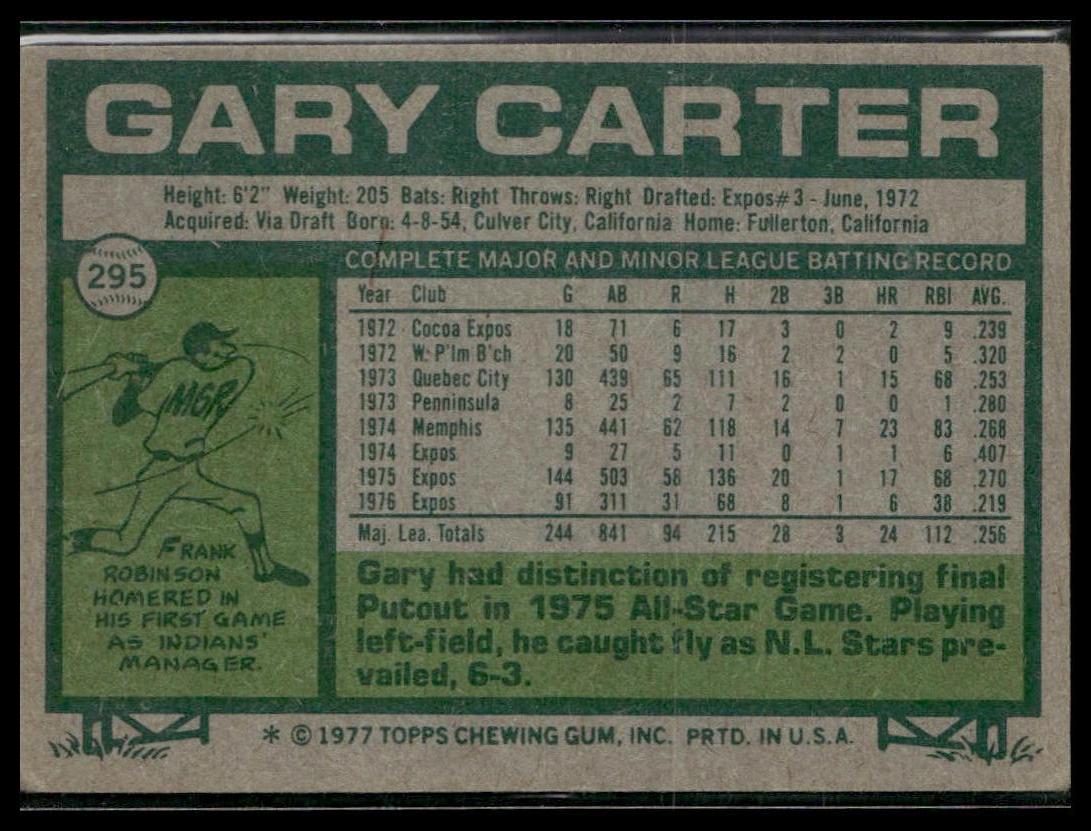 GARY CARTER
Height: 6'2" Weight: 205 Bats: Right Throws: Right Drafted: Expos#3 - June, 1972
Acquired: Via Draft Born: 4-8-54, Culver City, California Home: Fullerton, California
295
COMPLETE MAJOR AND MINOR LEAGUE BATTING RECORD
Year Club G AB R H 2B 3B HR RBI AVG.
1972 Cocoa Expos 18 71 6 17 3 0 2 9 .239
1972 W. P'lm B'ch 20 50 9 16 2 2 0 5 .320
1973 Quebec City 130 439 65 111 16 1 15 68 .253
1973 Penninsula 8 25 2 7 2 0 0 1 .280
1974 Memphis 135 441 62 118 14 7 23 83 .268
1974 Expos 9 27 5 11 0 1 1 6 .407
1975 Expos 144 503 58 136 20 1 17 68 .270
1976 Expos 91 311 31 68 8 1 6 38 .219
Maj. Lea. Totals 244 841 94 215 28 3 24 112 .256
MGR
FRANK
ROBINSON
HOMERED IN
HIS FIRST GAME
AS INDIANS'
MANAGER.
Gary had distinction of registering final
Putout in 1975 All-Star Game. Playing
left-field, he caught fly as N.L. Stars pre-
vailed, 6-3.
* © 1977 TOPPS CHEWING GUM, INC. PRTD. IN U.S.A.